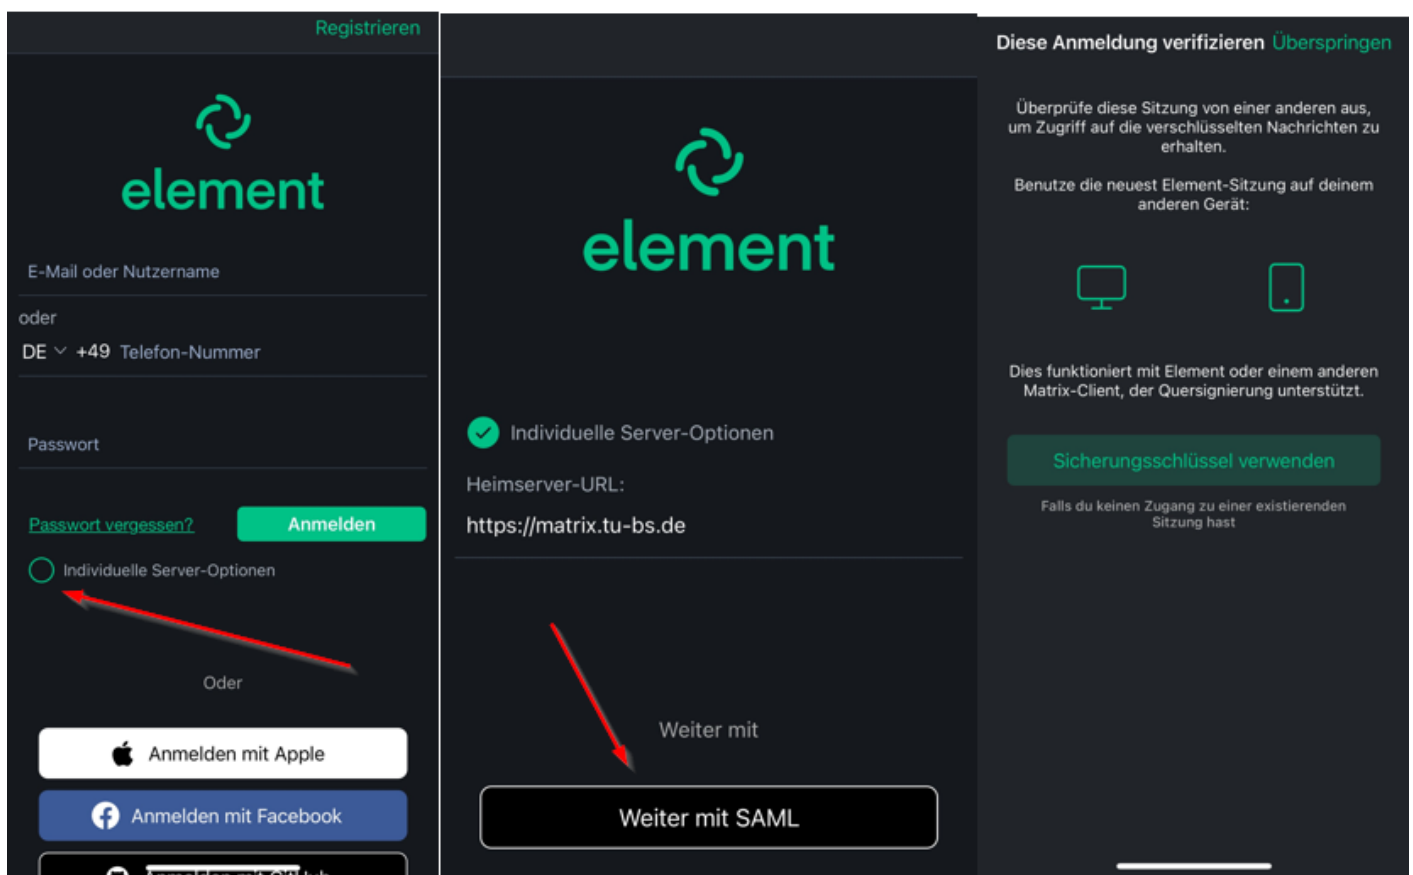 Registrieren
element
E-Mail oder Nutzername
oder
DE +49 Telefon-Nummer
Passwort
Passwort vergessen?
Anmelden
Individuelle Server-Optionen
Oder
Anmelden mit Apple
Anmelden mit Facebook
element
Individuelle Server-Optionen
Heimserver-URL:
https://matrix.tu-bs.de
Weiter mit
Weiter mit SAML
Diese Anmeldung verifizieren Überspringen
Überprüfe diese Sitzung von einer anderen aus,
um Zugriff auf die verschlüsselten Nachrichten zu
erhalten.
Benutze die neuest Element-Sitzung auf deinem
anderen Gerät:
Dies funktioniert mit Element oder einem anderen
Matrix-Client, der Quersignierung unterstützt.
Sicherungsschlüssel verwenden
Falls du keinen Zugang zu einer existierenden
Sitzung hast